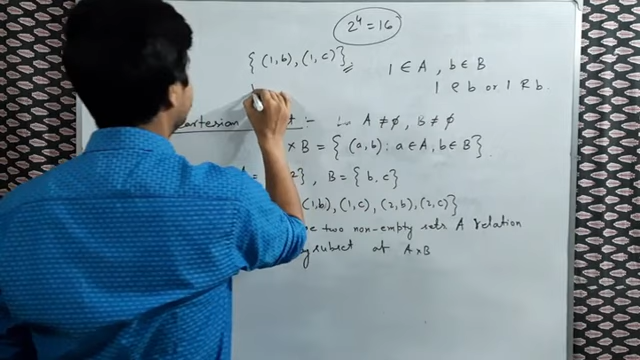 2⁴ = 16
{ (1, b), (1, c) }
1 ∈ A , b ∈ B
1 R b or 1 R b.
artesian t :- A ≠ φ, B ≠ φ
× B = { (a, b) : a ∈ A, b ∈ B }
= 2} , B = { b, c }
(1, b), (1, c), (2, b), (2, c) }
two non-empty sets. A relation
subset of A×B